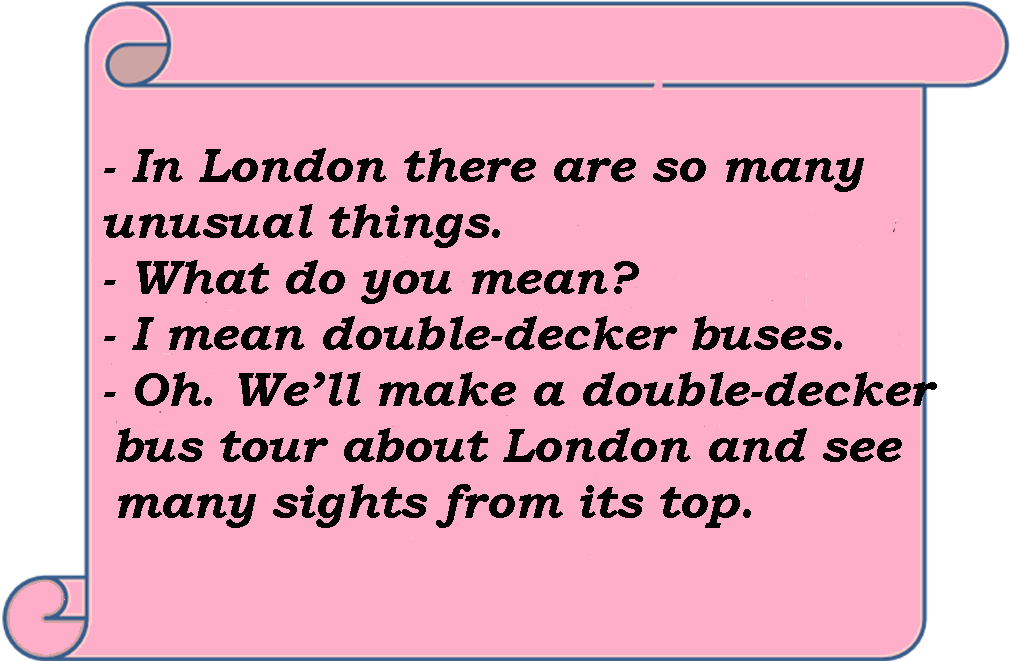 - In London there are so many
unusual things.
- What do you mean?
- I mean double-decker buses.
- Oh. We’ll make a double-decker
bus tour about London and see
many sights from its top.